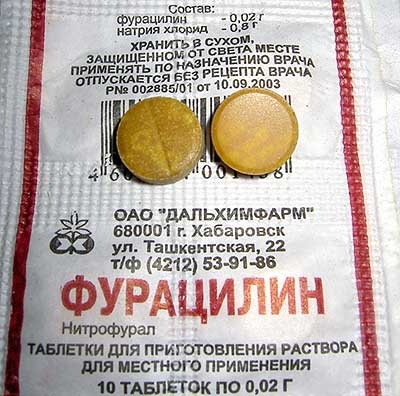 Состав:
фурацилин - 0,02 г
натрия хлорид - 0,8 г
ХРАНИТЬ В СУХОМ,
ЗАЩИЩЕННОМ ОТ СВЕТА МЕСТЕ
ПРИМЕНЯТЬ ПО НАЗНАЧЕНИЮ ВРАЧА
ОТПУСКАЕТСЯ БЕЗ РЕЦЕПТА ВРАЧА
Р№ 002885/01 от 10.09.2003
ОАО "ДАЛЬХИМФАРМ"
680001 г. Хабаровск
ул. Ташкентская, 22
т/ф (4212) 53-91-86
ФУРАЦИЛИН
Нитрофурал
ТАБЛЕТКИ ДЛЯ ПРИГОТОВЛЕНИЯ РАСТВОРА
ДЛЯ МЕСТНОГО ПРИМЕНЕНИЯ
10 ТАБЛЕТОК ПО 0,02 Г